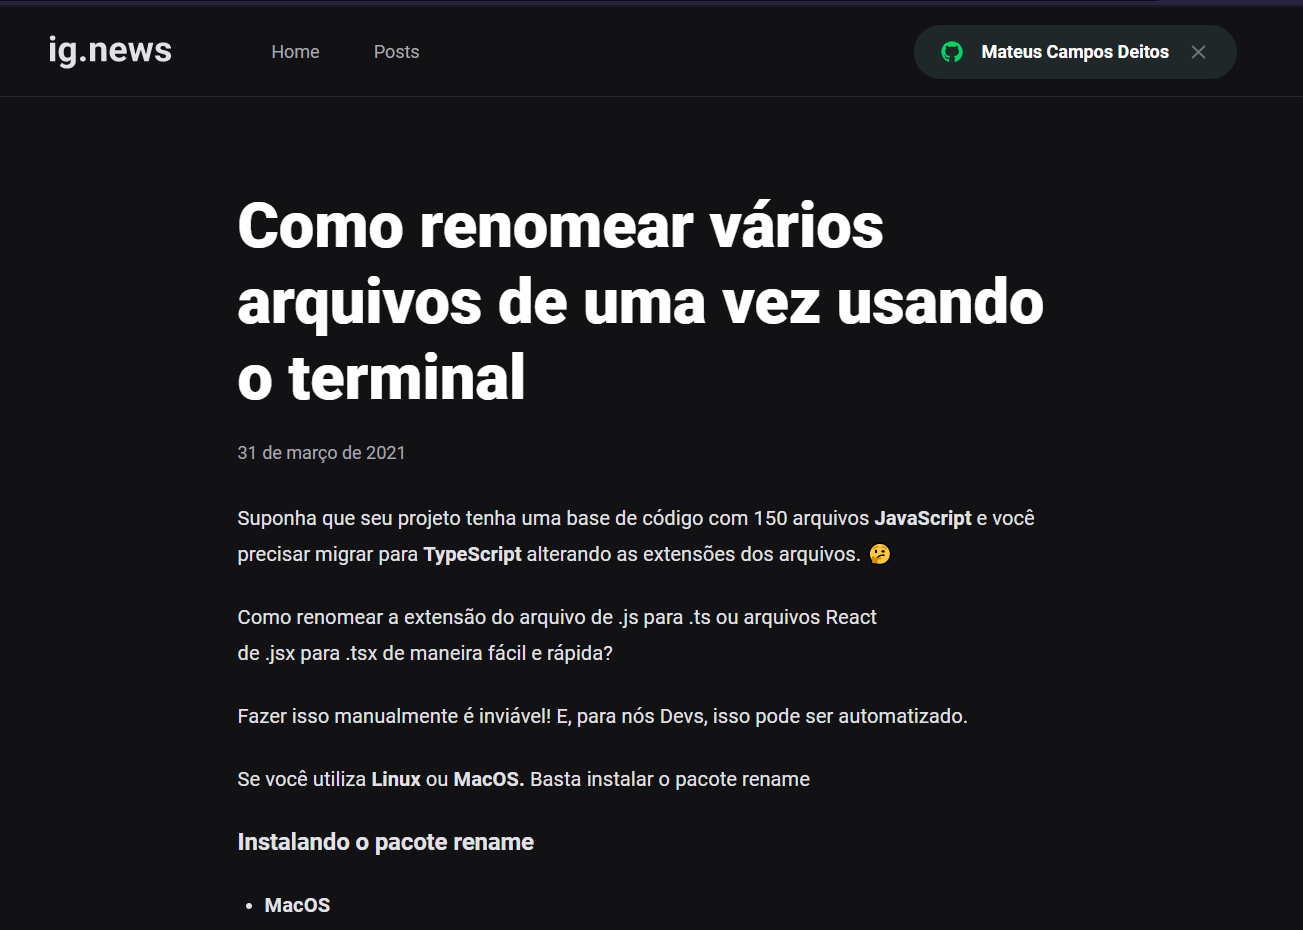 ig.news
Home
Posts
Mateus Campos Deitos
Como renomear vários
arquivos de uma vez usando
o terminal
31 de março de 2021
Suponha que seu projeto tenha uma base de código com 150 arquivos JavaScript e você
precisar migrar para TypeScript alterando as extensões dos arquivos. 🤔
Como renomear a extensão do arquivo de .js para .ts ou arquivos React
de .jsx para .tsx de maneira fácil e rápida?
Fazer isso manualmente é inviável! E, para nós Devs, isso pode ser automatizado.
Se você utiliza Linux ou MacOS. Basta instalar o pacote rename
Instalando o pacote rename
• MacOS